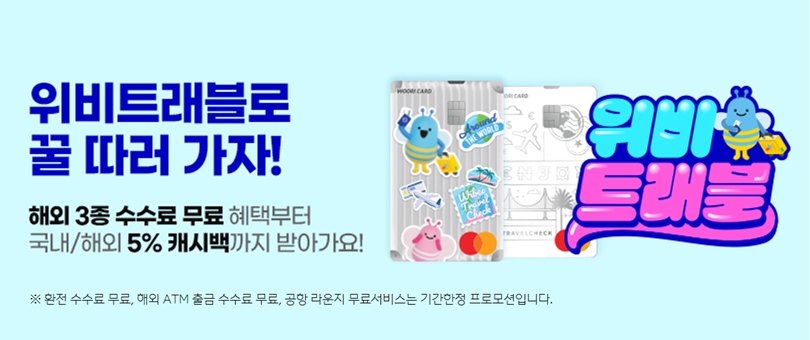 위비트래블로
꿀 따러 가자!
해외 3종 수수료 무료 혜택부터
국내/해외 5% 캐시백까지 받아가요!
※ 환전 수수료 무료, 해외 ATM 출금 수수료 무료, 공항 라운지 무료서비스는 기간한정 프로모션입니다.
WOORI CARD
Around
THE WORLD
Wibee
Travel
Check
WOORI CARD
TRAVELCHECK
위비
트래블